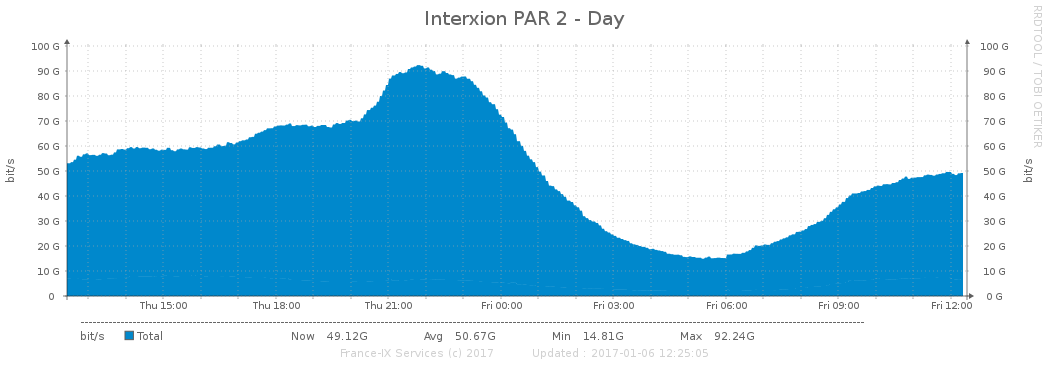 Interxion PAR 2 - Day
RRDTOOL / TOBI OETIKER
100 G 100 G
90 G 90 G
80 G 80 G
70 G 70 G
60 G 60 G
50 G 50 G
40 G 40 G
30 G 30 G
20 G 20 G
10 G 10 G
0 0 G
bit/s
bit/s
Thu 15:00 Thu 18:00 Thu 21:00 Fri 00:00 Fri 03:00 Fri 06:00 Fri 09:00 Fri 12:00
bit/s Total Now 49.12G Avg 50.67G Min 14.81G Max 92.24G
France-IX Services (c) 2017 Updated : 2017-01-06 12:25:05